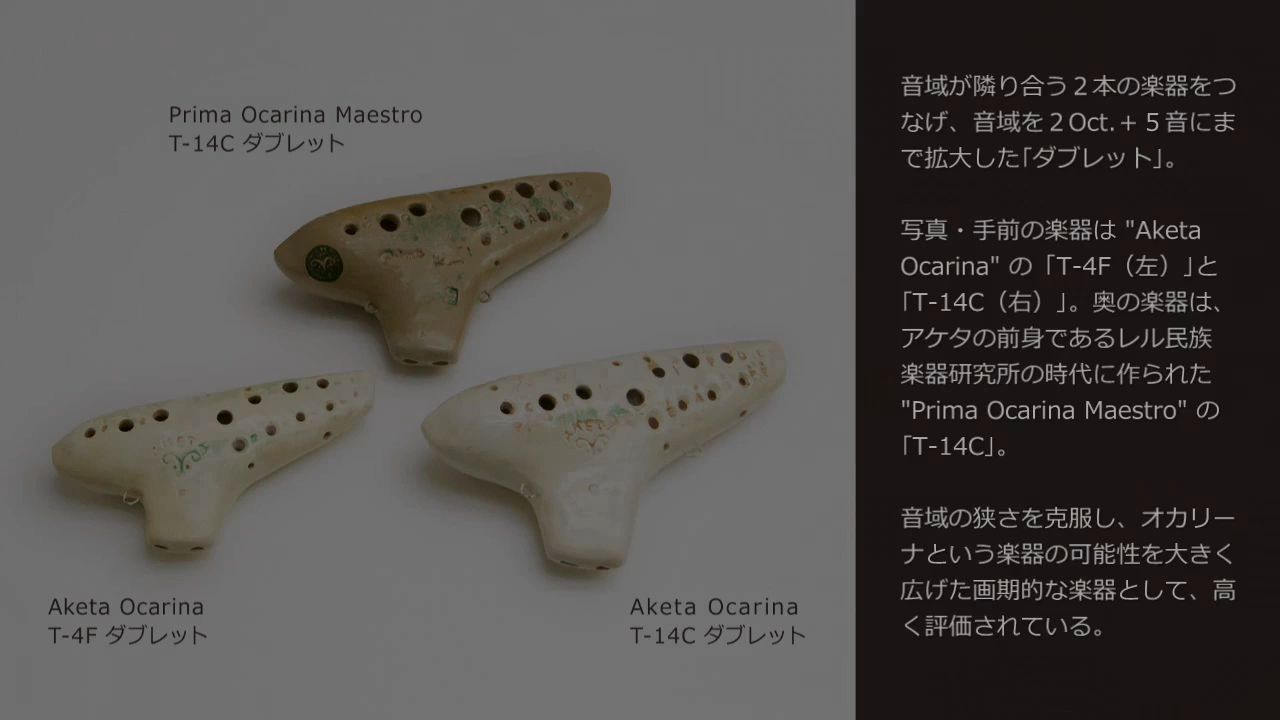 Prima Ocarina Maestro
T-14C ダブレット
Aketa Ocarina
T-4F ダブレット
Aketa Ocarina
T-14C ダブレット
音域が隣り合う２本の楽器をつ
なげ、音域を２Oct.＋５音にま
で拡大した｢ダブレット｣。
写真・手前の楽器は "Aketa
Ocarina" の「T-4F（左）｣と
｢T-14C（右）｣。奥の楽器は、
アケタの前身であるレル民族
楽器研究所の時代に作られた
"Prima Ocarina Maestro" の
｢T-14C｣。
音域の狭さを克服し、オカリー
ナという楽器の可能性を大きく
広げた画期的な楽器として、高
く評価されている。